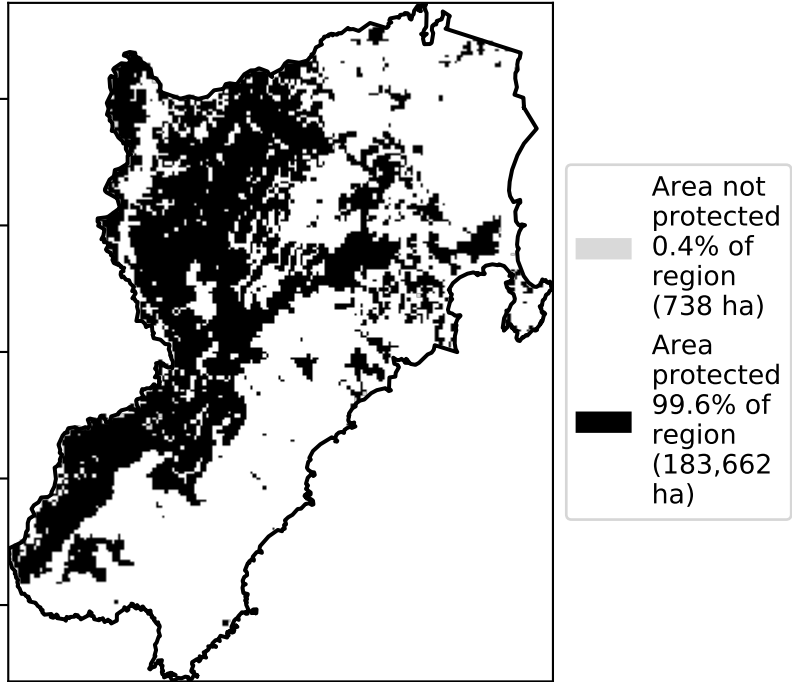 Area not
protected
0.4% of
region
(738 ha)
Area
protected
99.6% of
region
(183,662
ha)